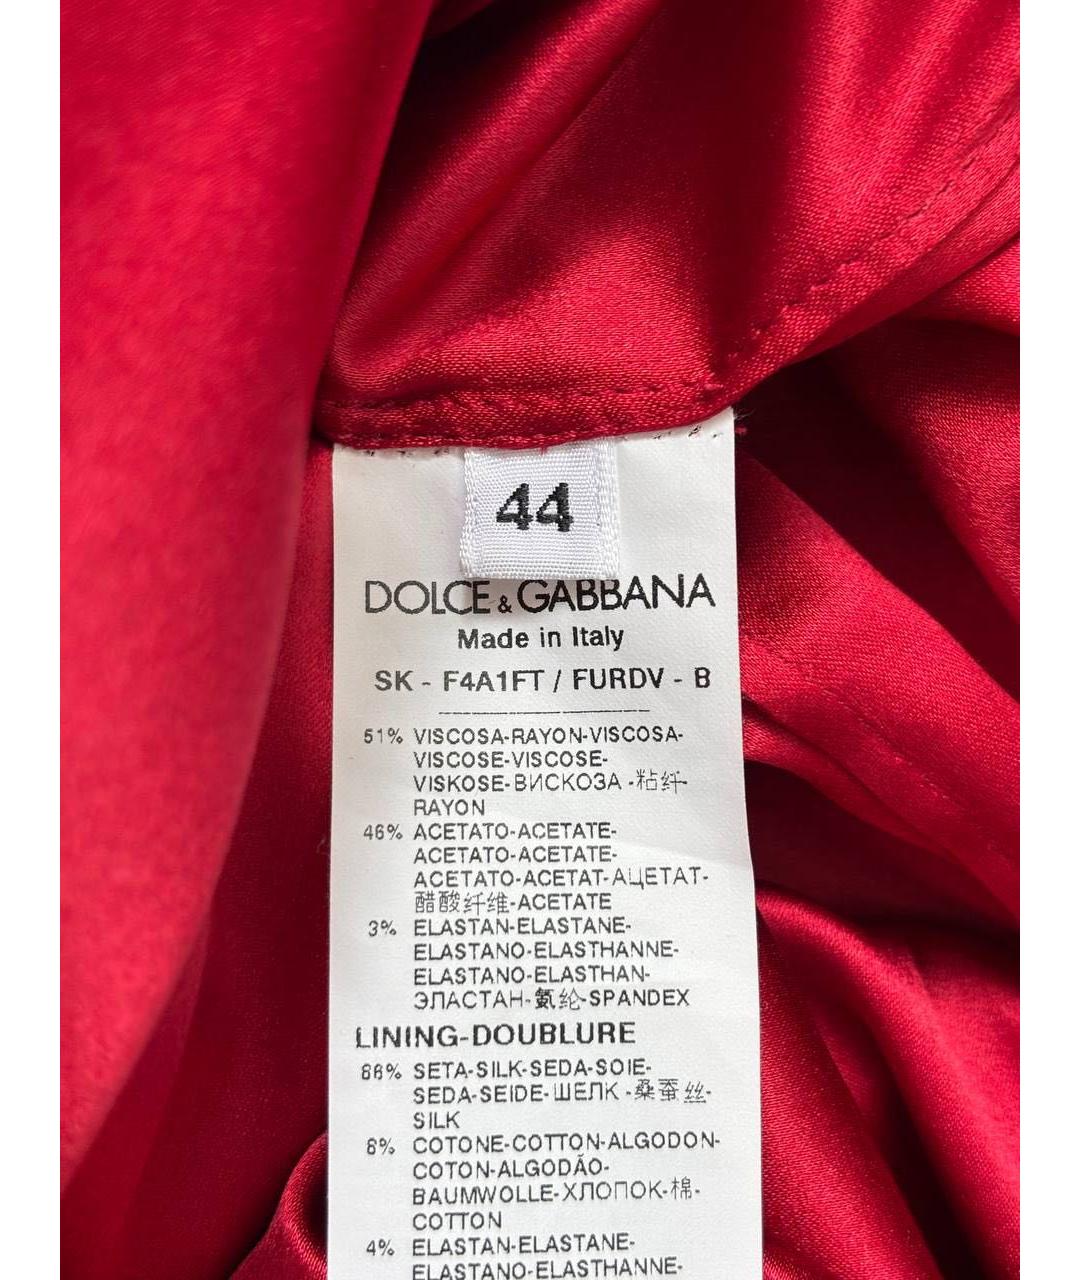 44
DOLCE & GABBANA
Made in Italy
SK - F4A1FT / FURDV - B
51% VISCOSA-RAYON-VISCOSA-
VISCOSE-VISCOSE-
VISKOSE-ВИСКОЗА-粘纤-
RAYON
46% ACETATO-ACETATE-
ACETATO-ACETATE-
ACETATO-ACETAT-АЦЕТАТ-
醋酸纤维-ACETATE
3% ELASTAN-ELASTANE-
ELASTANO-ELASTHANNE-
ELASTANO-ELASTHAN-
ЭЛАСТАН-氨纶-SPANDEX
LINING-DOUBLURE
SETA-SILK-SEDA-SOIE-
SEDA-SEIDE-ШЕЛК-桑蚕丝-
SILK
COTONE-COTTON-ALGODON-
COTON-ALGODÃO-
BAUMWOLLE-ХЛОПОК-棉-
COTTON
4% ELASTAN-ELASTANE-
ELASTANO-ELASTHANNE-